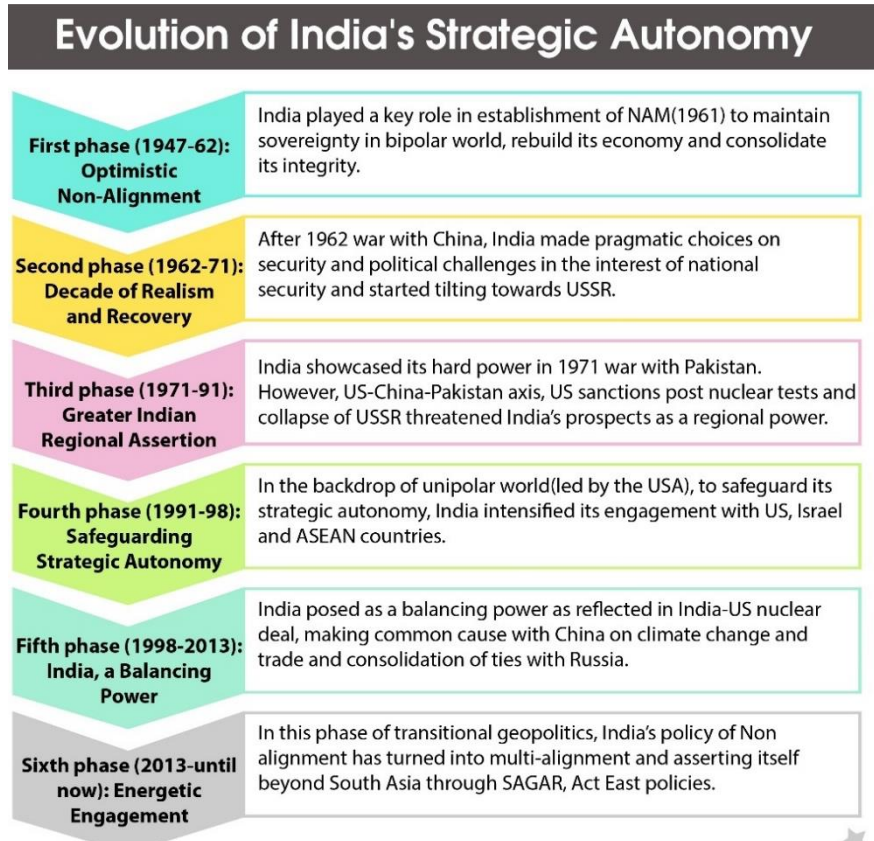 Evolution of India's Strategic Autonomy
First phase (1947-62):
Optimistic
Non-Alignment
India played a key role in establishment of NAM(1961) to maintain
sovereignty in bipolar world, rebuild its economy and consolidate
its integrity.
Second phase (1962-71):
Decade of Realism
and Recovery
After 1962 war with China, India made pragmatic choices on
security and political challenges in the interest of national
security and started tilting towards USSR.
Third phase (1971-91):
Greater Indian
Regional Assertion
India showcased its hard power in 1971 war with Pakistan.
However, US-China-Pakistan axis, US sanctions post nuclear tests and
collapse of USSR threatened India's prospects as a regional power.
Fourth phase (1991-98):
Safeguarding
Strategic Autonomy
In the backdrop of unipolar world(led by the USA), to safeguard its
strategic autonomy, India intensified its engagement with US, Israel
and ASEAN countries.
Fifth phase (1998-2013):
India, a Balancing
Power
India posed as a balancing power as reflected in India-US nuclear
deal, making common cause with China on climate change and
trade and consolidation of ties with Russia.
Sixth phase (2013-until
now): Energetic
Engagement
In this phase of transitional geopolitics, India's policy of Non
alignment has turned into multi-alignment and asserting itself
beyond South Asia through SAGAR, Act East policies.